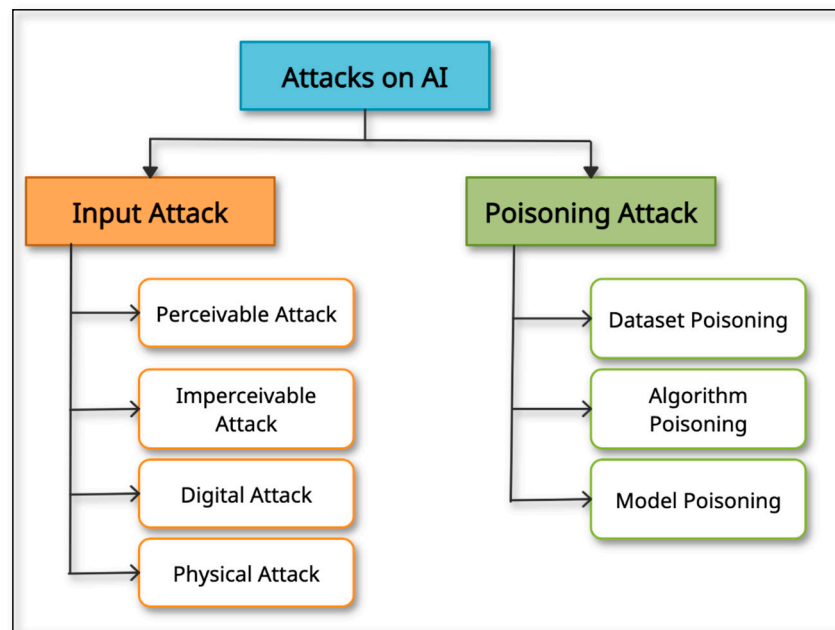 Attacks on AI
Input Attack
Perceivable Attack
Imperceivable
Attack
Digital Attack
Physical Attack
Poisoning Attack
Dataset Poisoning
Algorithm
Poisoning
Model Poisoning